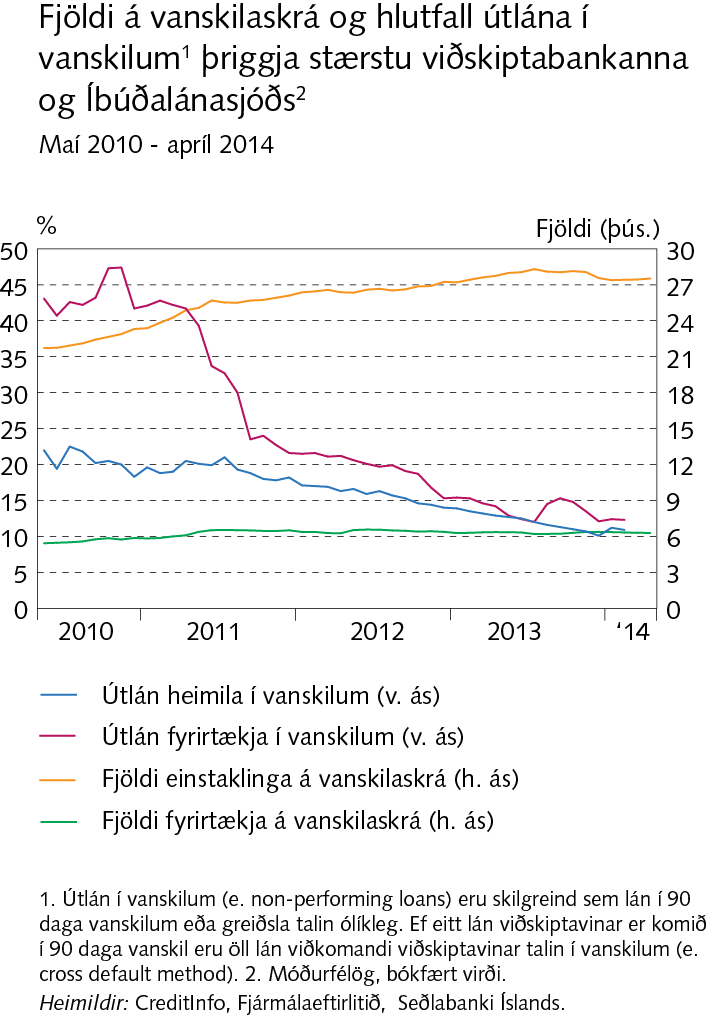 Fjöldi á vanskilaskrá og hlutfall útlána í
vanskilum¹ þriggja stærstu viðskiptabankanna
og Íbúðalánasjóðs²
Maí 2010 - apríl 2014
% Fjöldi (þús.)
50 30
45 27
40 24
35 21
30 18
25 15
20 12
15 9
10 6
5 3
0 0
2010 2011 2012 2013 ‘14
Útlán heimila í vanskilum (v. ás)
Útlán fyrirtækja í vanskilum (v. ás)
Fjöldi einstaklinga á vanskilaskrá (h. ás)
Fjöldi fyrirtækja á vanskilaskrá (h. ás)
1. Útlán í vanskilum (e. non-performing loans) eru skilgreind sem lán í 90
daga vanskilum eða greiðsla talin ólíkleg. Ef eitt lán viðskiptavinar er komið
í 90 daga vanskil eru öll lán viðkomandi viðskiptavinar talin í vanskilum (e.
cross default method). 2. Móðurfélög, bókfært virði.
Heimildir: CreditInfo, Fjármálaeftirlitið, Seðlabanki Íslands.